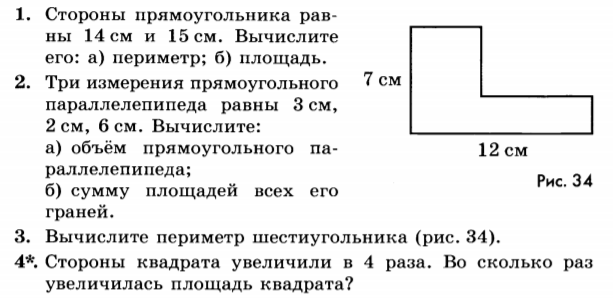 1. Стороны прямоугольника рав-
ны 14 см и 15 см. Вычислите
его: а) периметр; б) площадь.
2. Три измерения прямоугольного
параллелепипеда равны 3 см,
2 см, 6 см. Вычислите:
а) объём прямоугольного па-
раллелепипеда;
б) сумму площадей всех его
граней.
7 см
12 см
Рис. 34
3. Вычислите периметр шестиугольника (рис. 34).
4*. Стороны квадрата увеличили в 4 раза. Во сколько раз
увеличилась площадь квадрата?